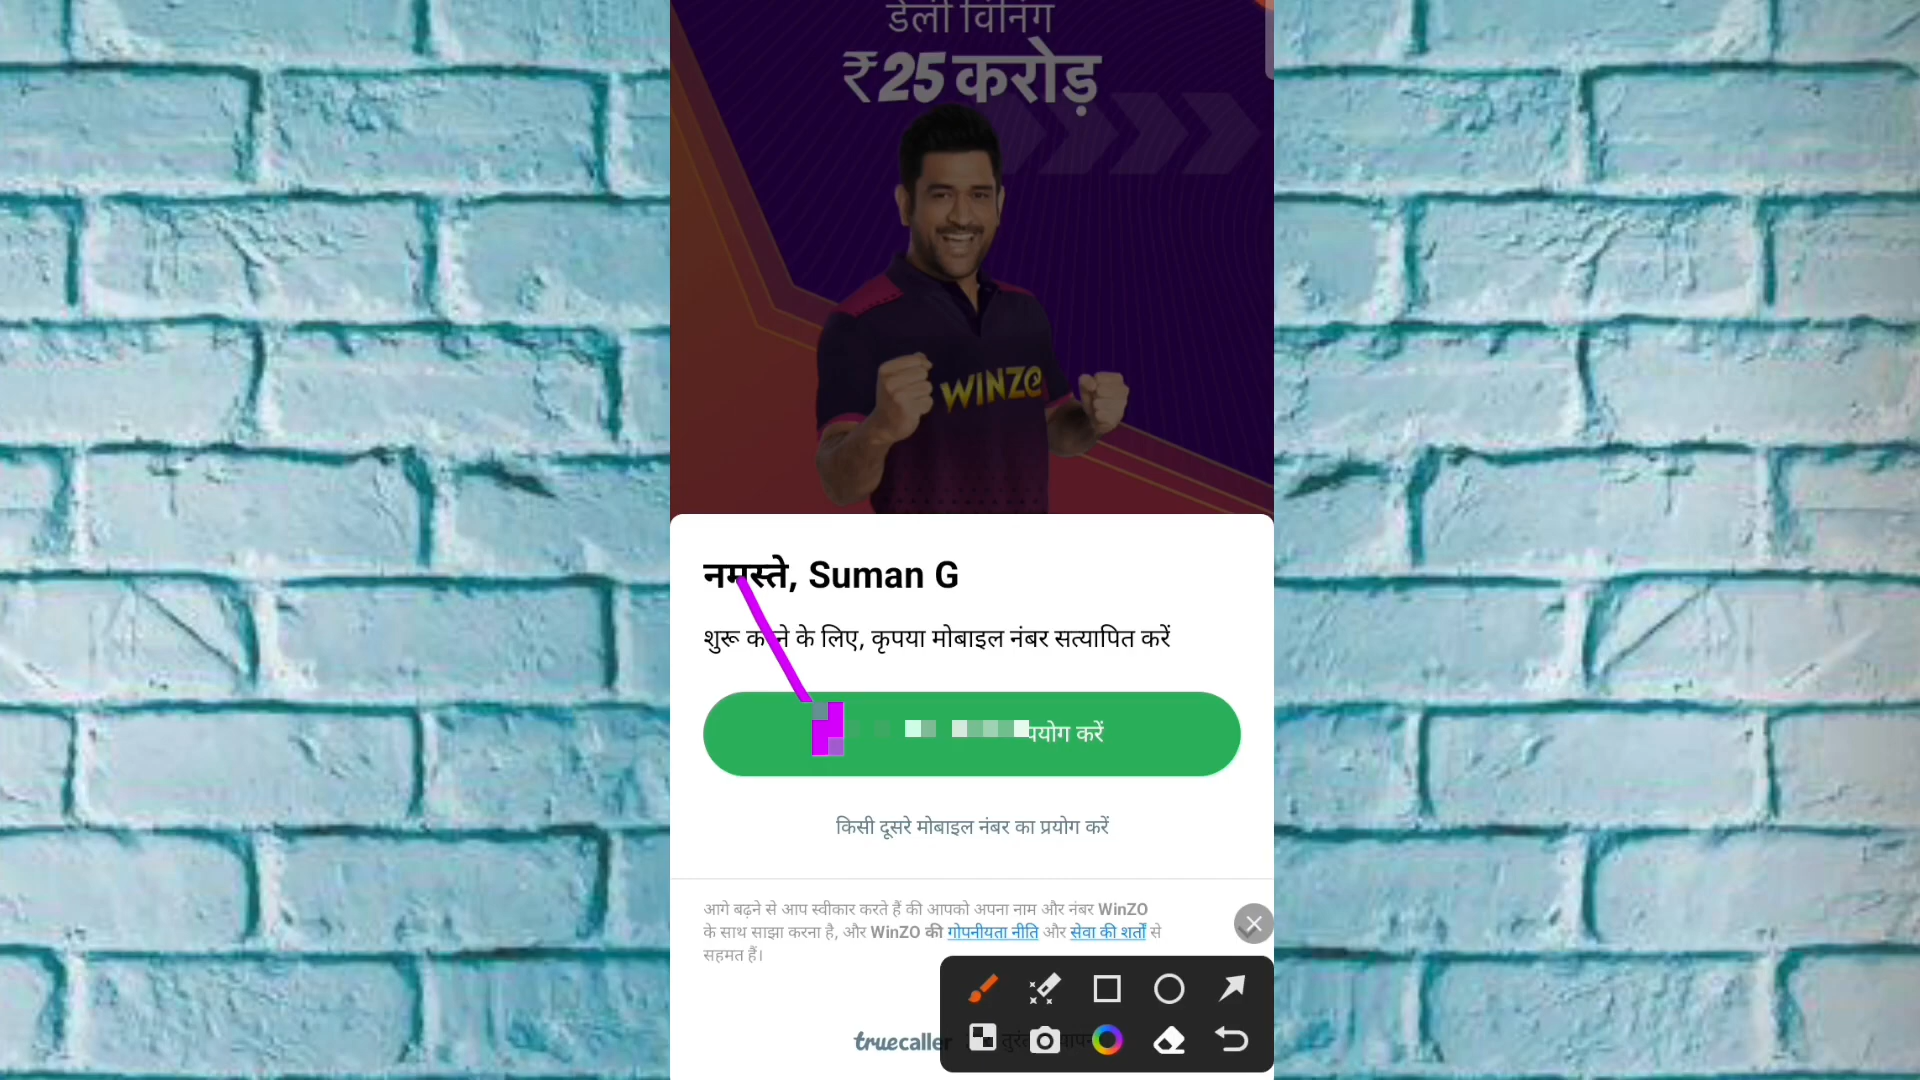 डेली विनिंग
₹25 करोड़
WINZO
नमस्ते, Suman G
शुरू करने के लिए, कृपया मोबाइल नंबर सत्यापित करें
करें
किसी दूसरे मोबाइल नंबर का प्रयोग करें
आगे बढ़ने से आप स्वीकार करते हैं की आपको अपना नाम और नंबर WinZO
के साथ साझा करना है, और WinZO की गोपनीयता नीति और सेवा की शर्तों से
सहमत हैं।
truecaller